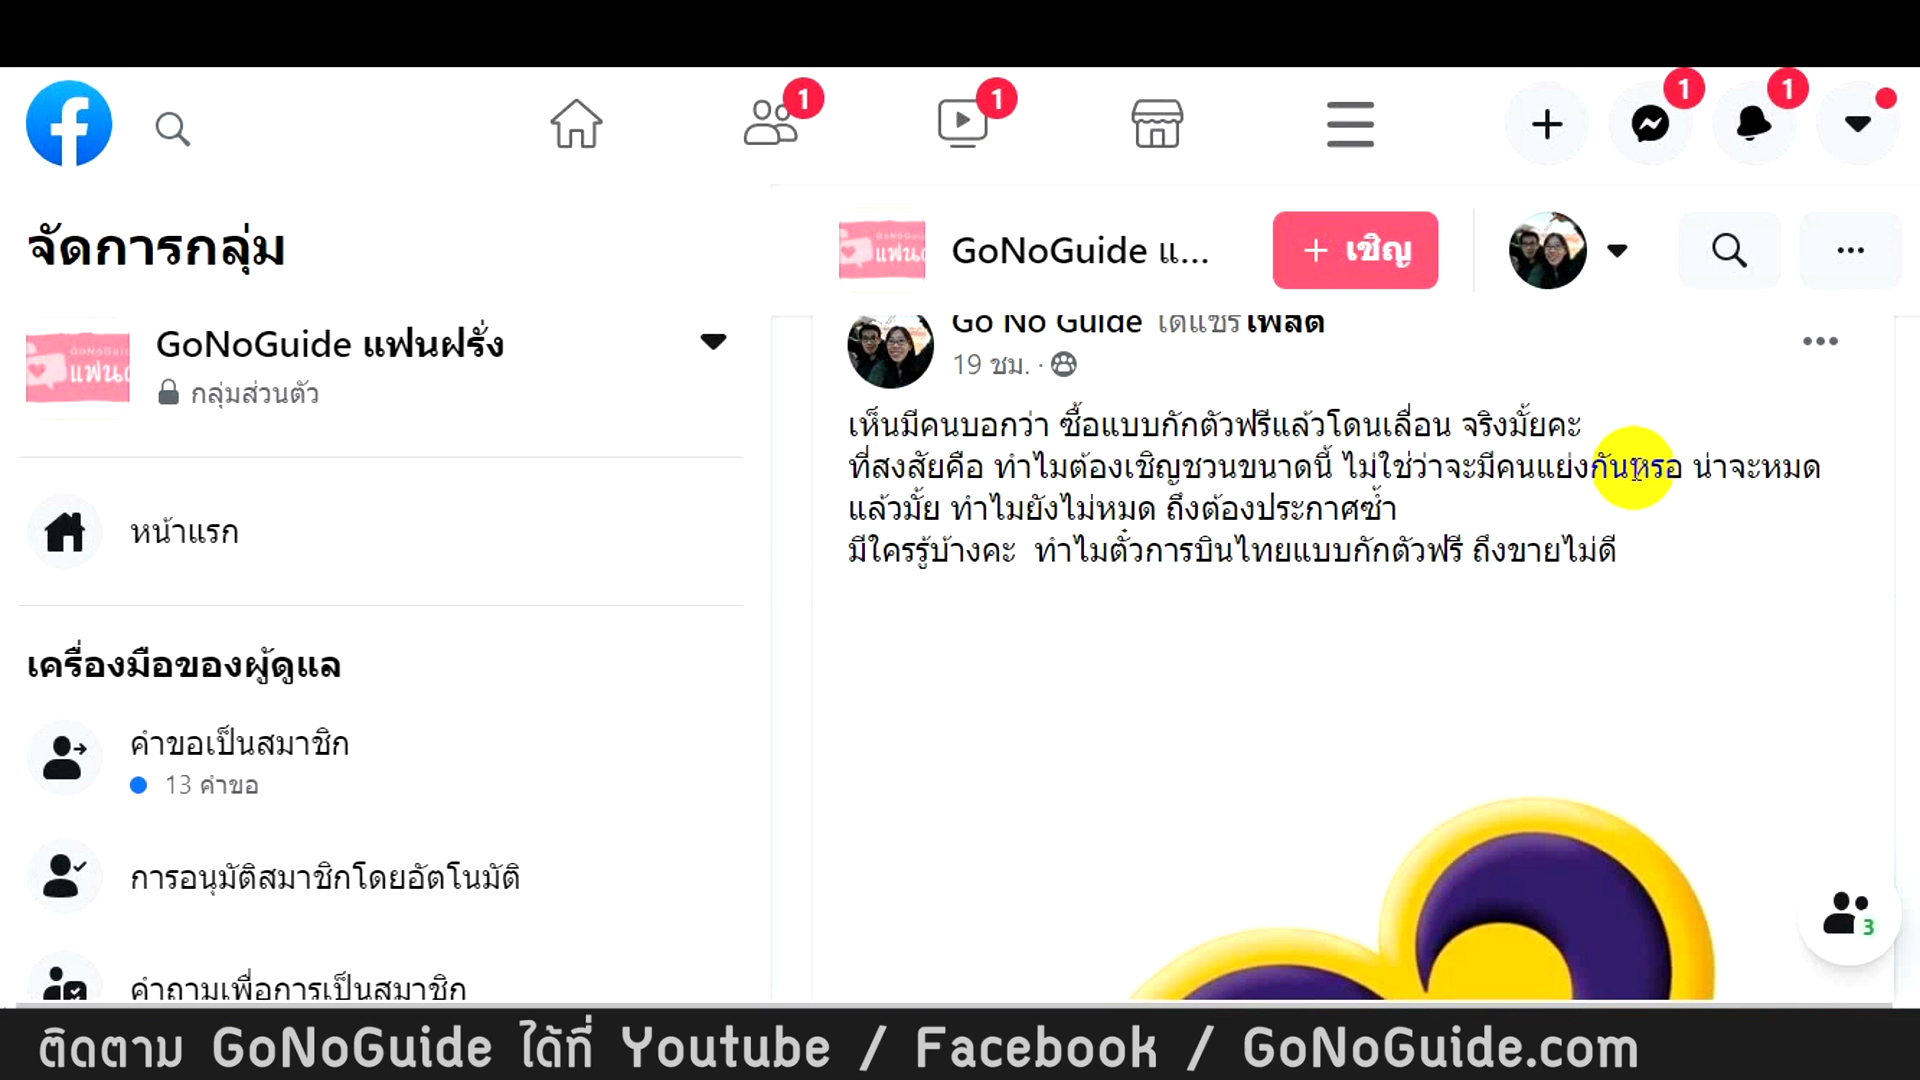 1
1
1
1
จัดการกลุ่ม
GoNoGuide แ...
+ เชิญ
GoNoGuide แฟนฝรั่ง
กลุ่มส่วนตัว
Go No Guide ได้แชร์โพสต์
19 ชม. ·
เห็นมีคนบอกว่า ซื้อแบบกักตัวฟรีแล้วโดนเลื่อน จริงมั้ยคะ
ที่สงสัยคือ ทำไมต้องเชิญชวนขนาดนี้ ไม่ใช่ว่าจะมีคนแย่งกันหรอ น่าจะหมด
แล้วมั้ย ทำไมยังไม่หมด ถึงต้องประกาศซ้ำ
มีใครรู้บ้างคะ ทำไมตั๋วการบินไทยแบบกักตัวฟรี ถึงขายไม่ดี
หน้าแรก
เครื่องมือของผู้ดูแล
คำขอเป็นสมาชิก
13 คำขอ
การอนุมัติสมาชิกโดยอัตโนมัติ
คำถามเพื่อการเป็นสมาชิก
3
ติดตาม GoNoGuide ได้ที่ Youtube / Facebook / GoNoGuide.com